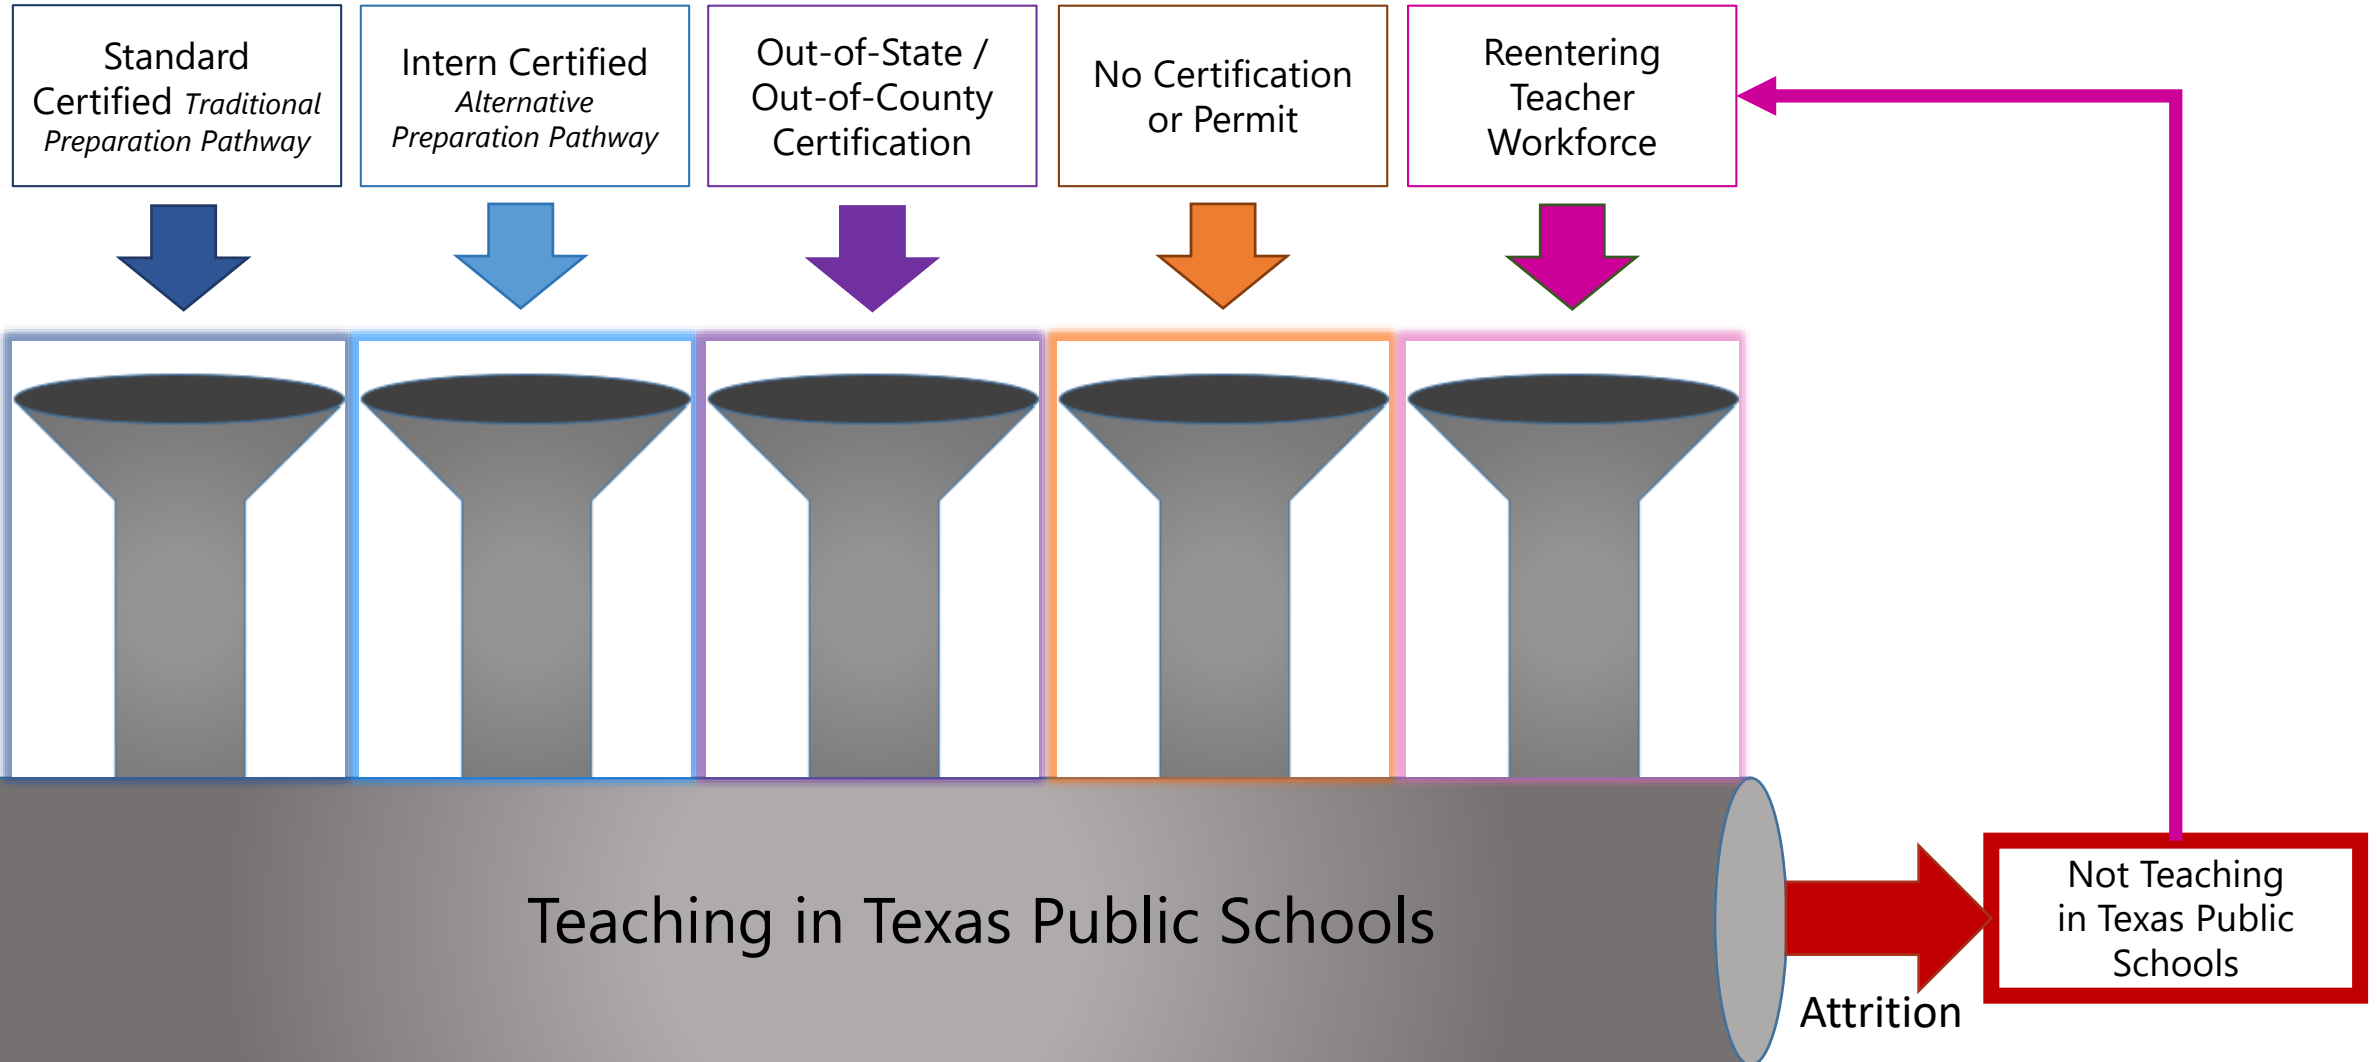 Standard
Certified Traditional
Preparation Pathway
Intern Certified
Alternative
Preparation Pathway
Out-of-State /
Out-of-County
Certification
No Certification
or Permit
Reentering
Teacher
Workforce
Teaching in Texas Public Schools
Attrition
Not Teaching
in Texas Public
Schools